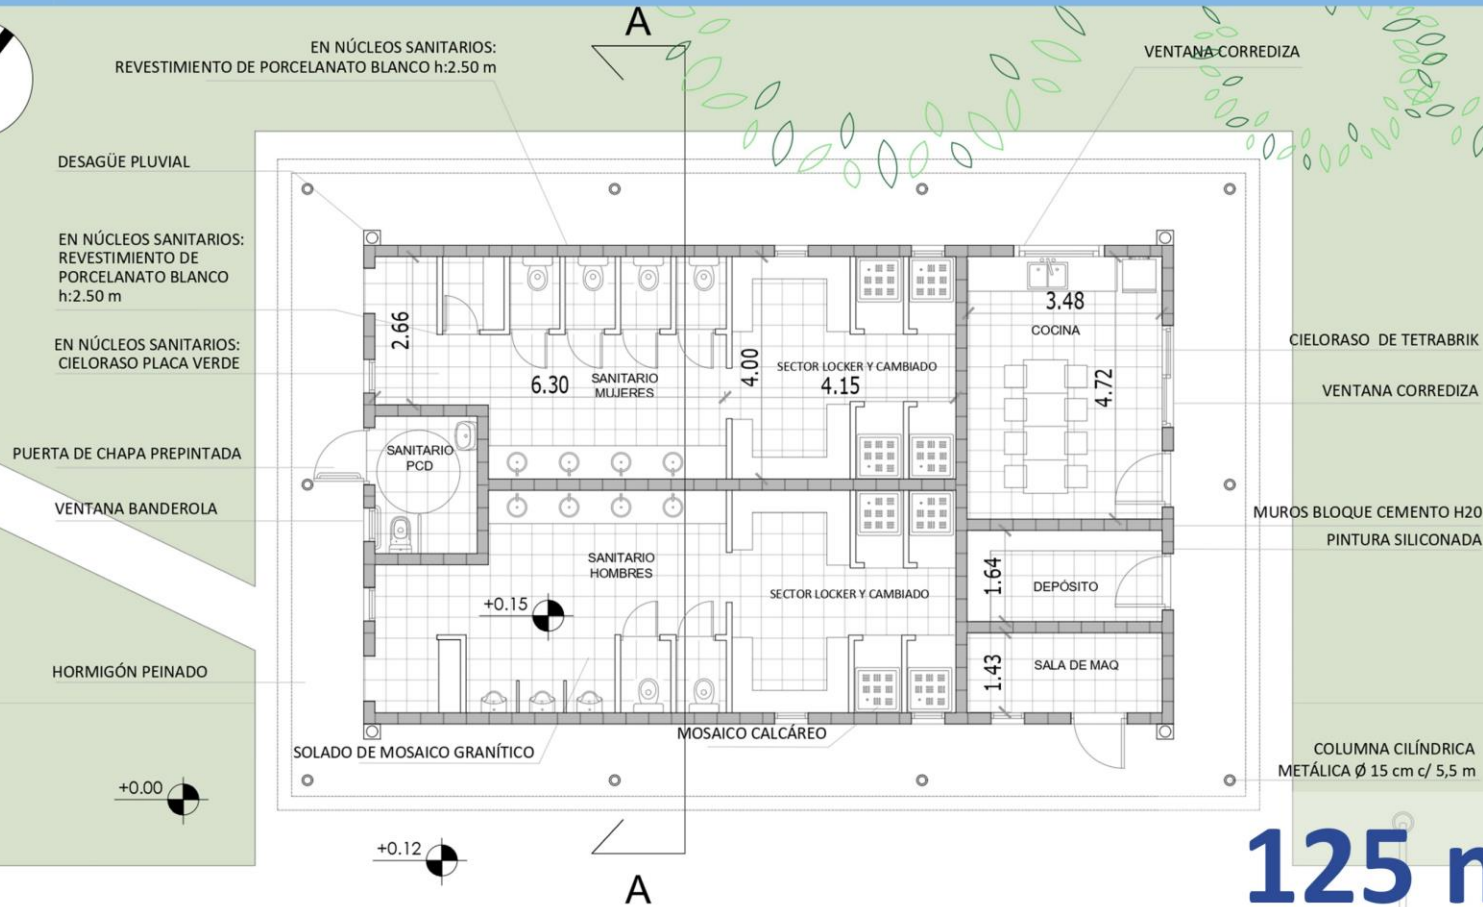 A
EN NÚCLEOS SANITARIOS:
REVESTIMIENTO DE PORCELANATO BLANCO h:2.50 m
VENTANA CORREDIZA
DESAGÜE PLUVIAL
EN NÚCLEOS SANITARIOS:
REVESTIMIENTO DE
PORCELANATO BLANCO
h:2.50 m
EN NÚCLEOS SANITARIOS:
CIELORASO PLACA VERDE
PUERTA DE CHAPA PREPINTADA
VENTANA BANDEROLA
HORMIGÓN PEINADO
2.66
6.30
SANITARIO
MUJERES
4.00
SECTOR LOCKER Y CAMBIADO
4.15
3.48
COCINA
4.72
SANITARIO
PCD
SANITARIO
HOMBRES
+0.15
SECTOR LOCKER Y CAMBIADO
1.64
DEPÓSITO
1.43
SALA DE MAQ
CIELORASO DE TETRABRIK
VENTANA CORREDIZA
MUROS BLOQUE CEMENTO H20
PINTURA SILICONADA
MOSAICO CALCÁREO
SOLADO DE MOSAICO GRANÍTICO
COLUMNA CILÍNDRICA
METÁLICA Ø 15 cm c/ 5,5 m
+0.00
+0.12
A
125